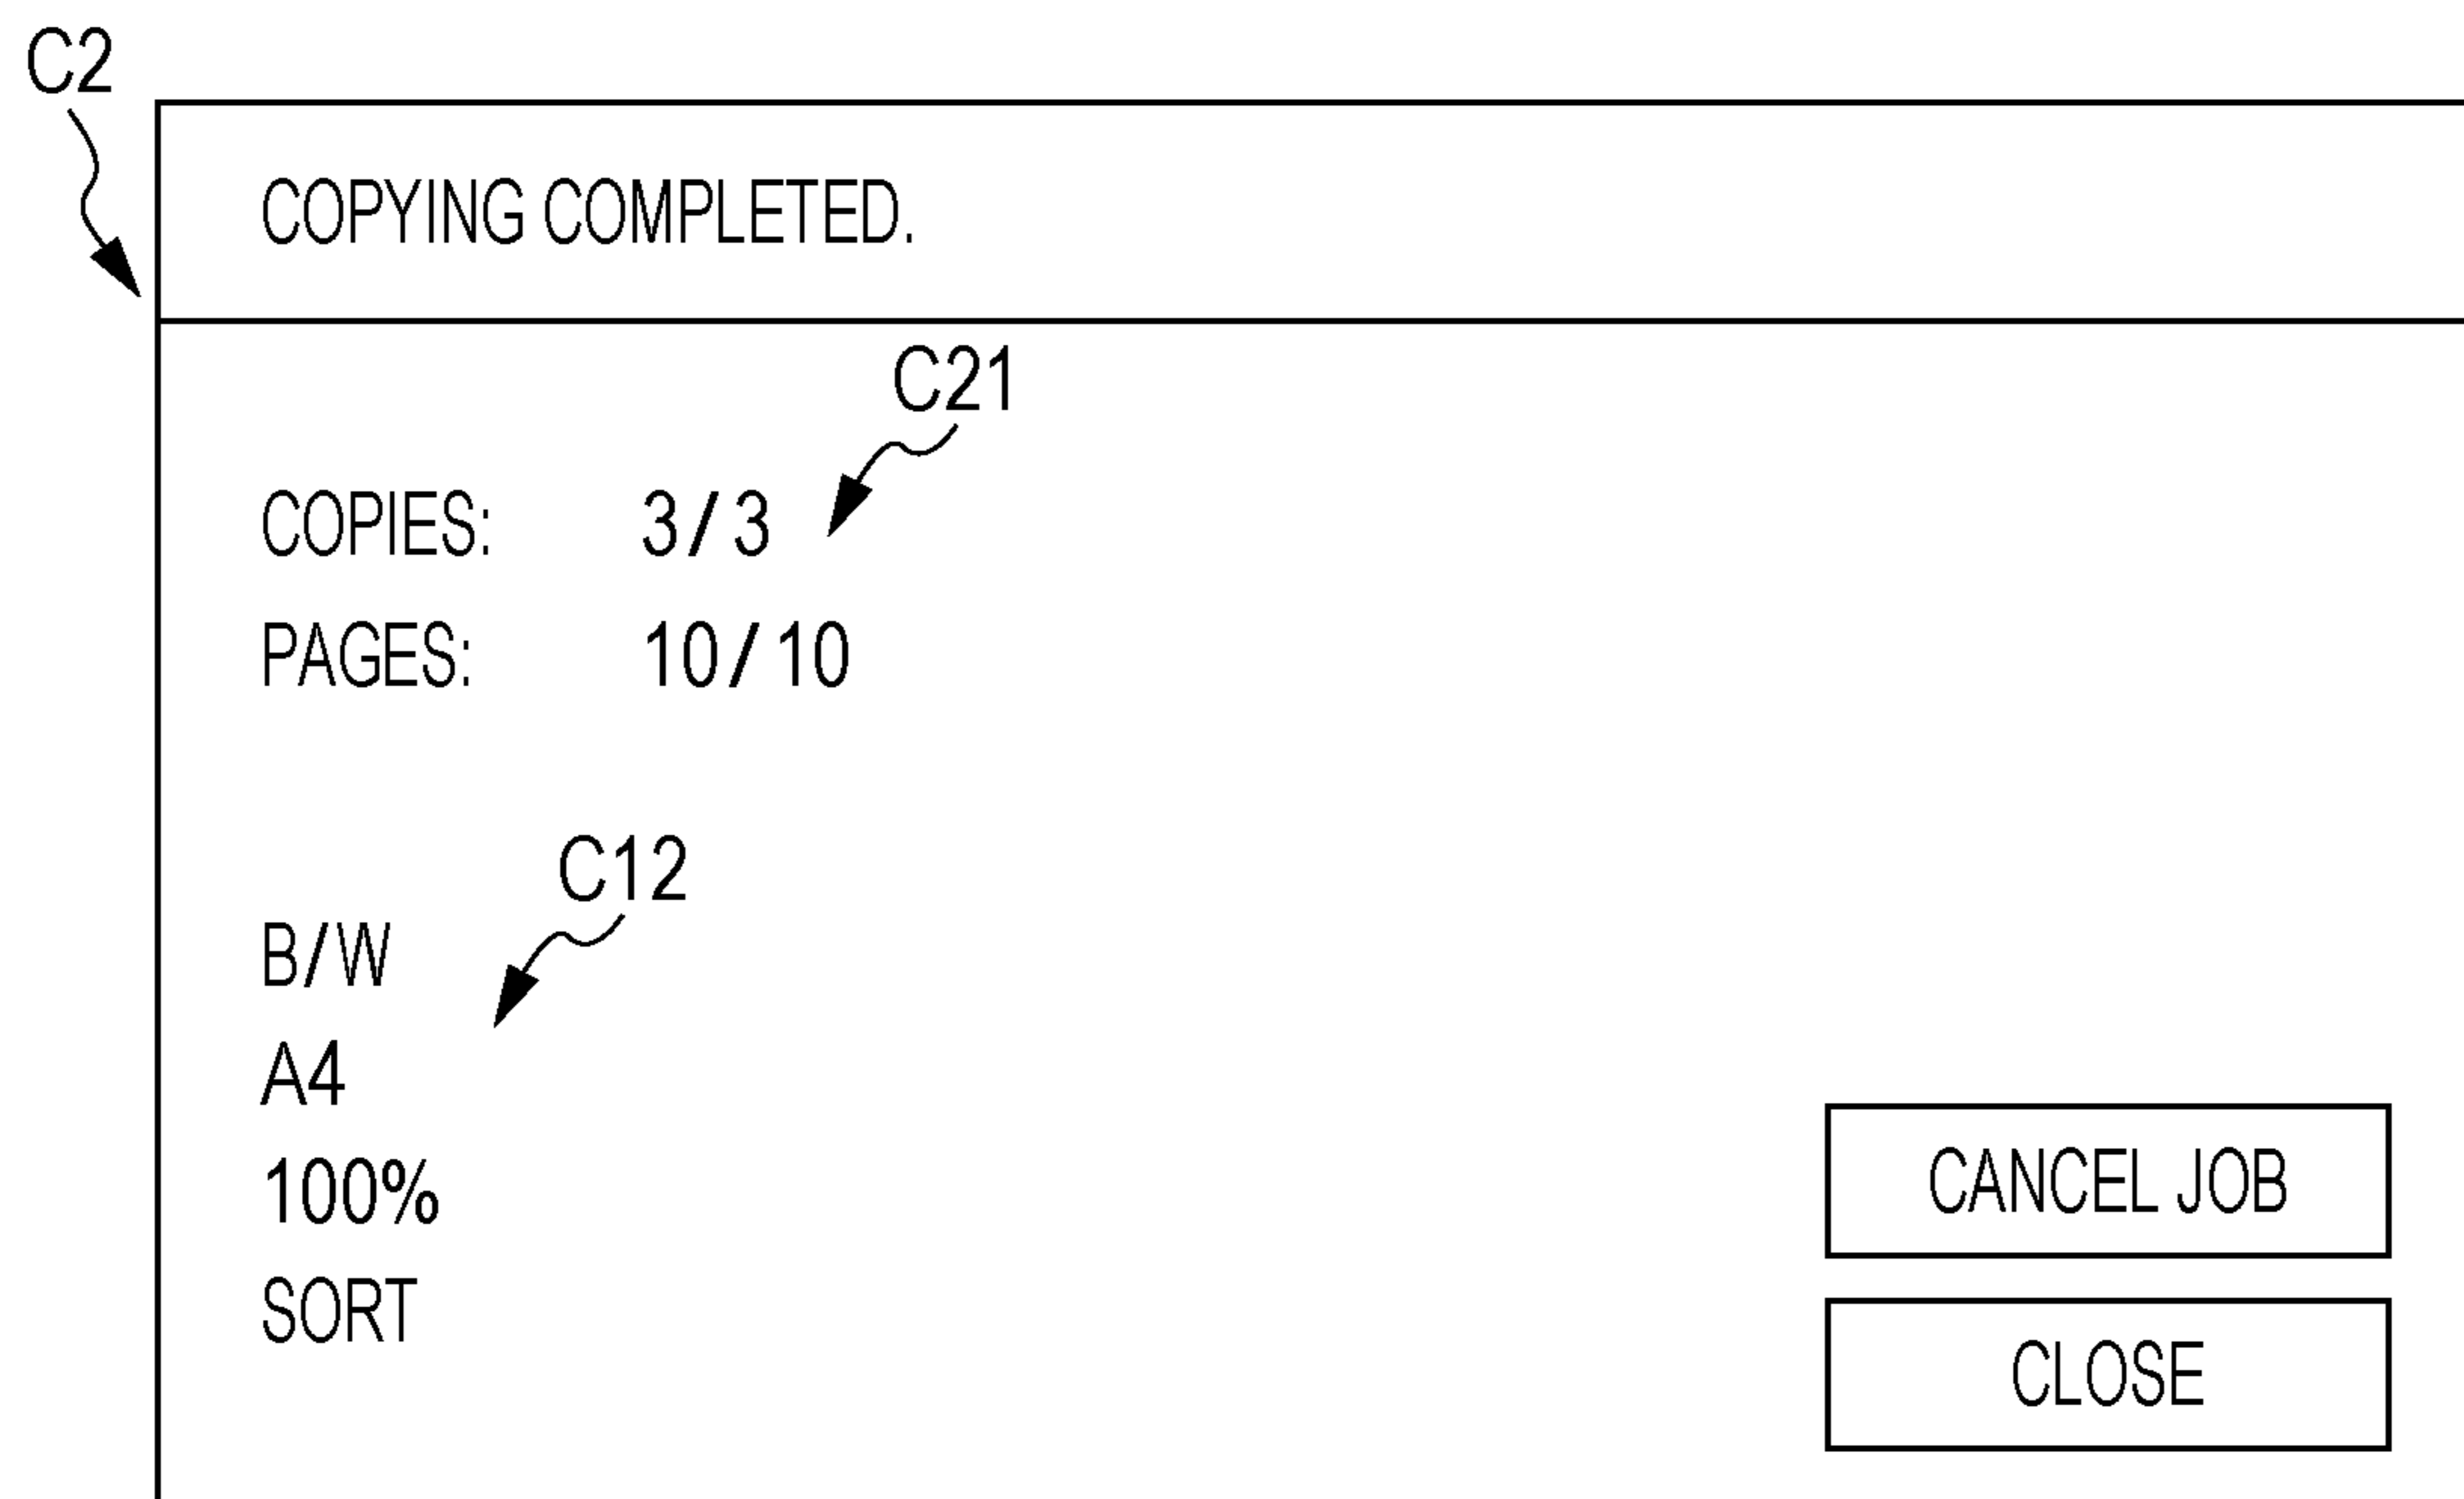 C2
COPYING COMPLETED.
C21
COPIES: 3/3
PAGES: 10/10
C12
B/W
A4
100%
SORT
CANCEL JOB
CLOSE